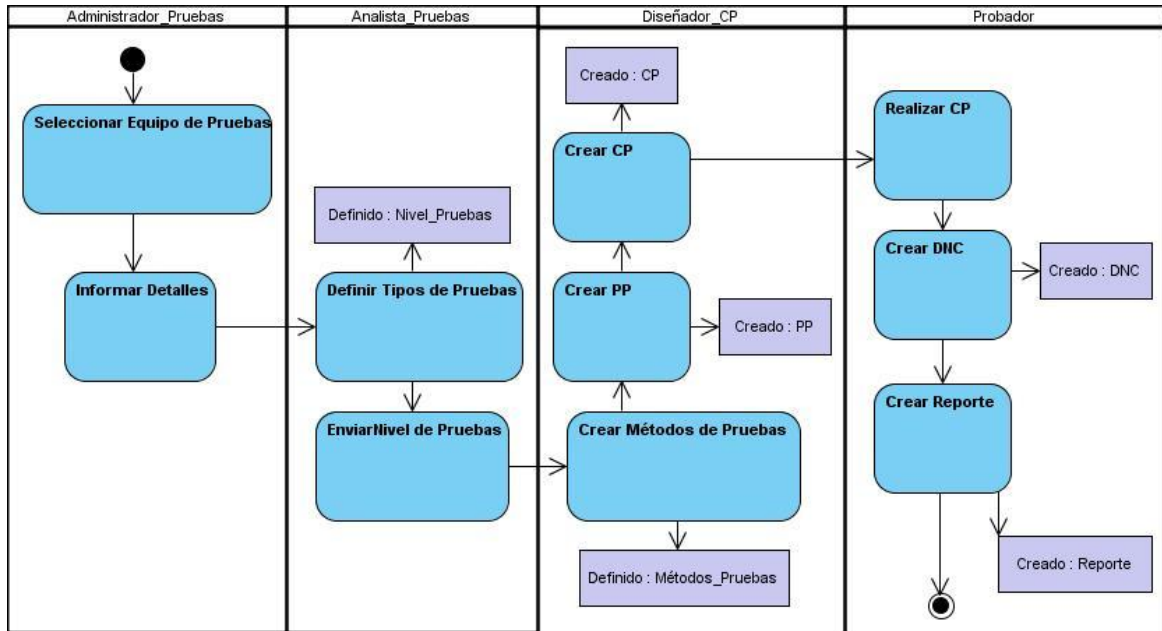 Administrador_Pruebas
Analista_Pruebas
Diseñador_CP
Probador
Seleccionar Equipo de Pruebas
Informar Detalles
Definido : Nivel_Pruebas
Definir Tipos de Pruebas
EnviarNivel de Pruebas
Creado : CP
Crear CP
Crear PP
Creado : PP
Crear Métodos de Pruebas
Definido : Métodos_Pruebas
Realizar CP
Crear DNC
Creado : DNC
Crear Reporte
Creado : Reporte